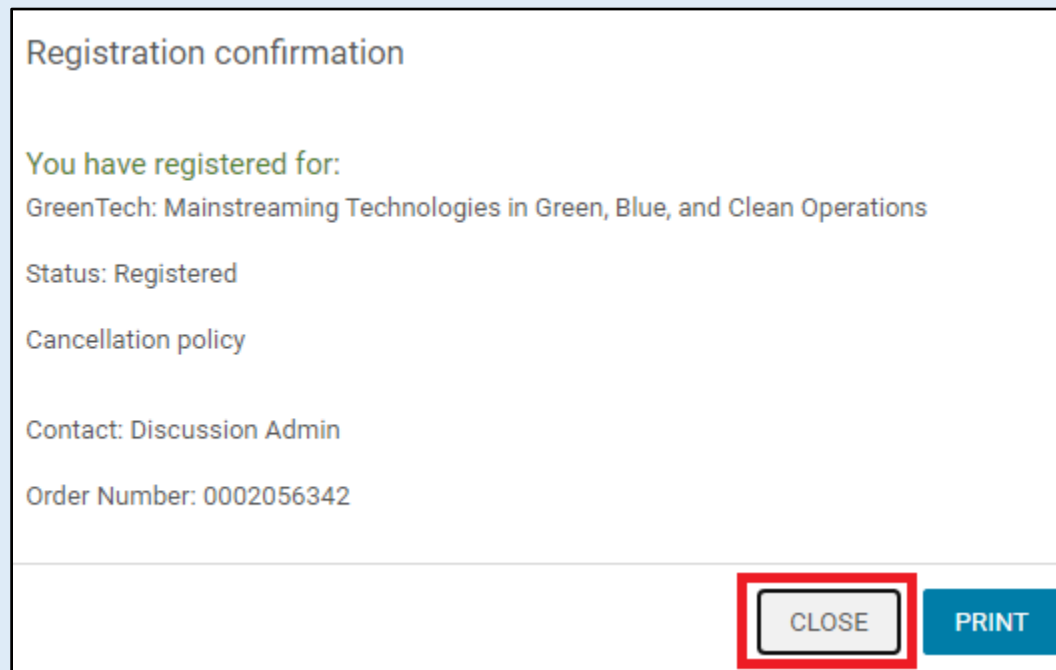 Registration confirmation
You have registered for:
GreenTech: Mainstreaming Technologies in Green, Blue, and Clean Operations
Status: Registered
Cancellation policy
Contact: Discussion Admin
Order Number: 0002056342
CLOSE PRINT